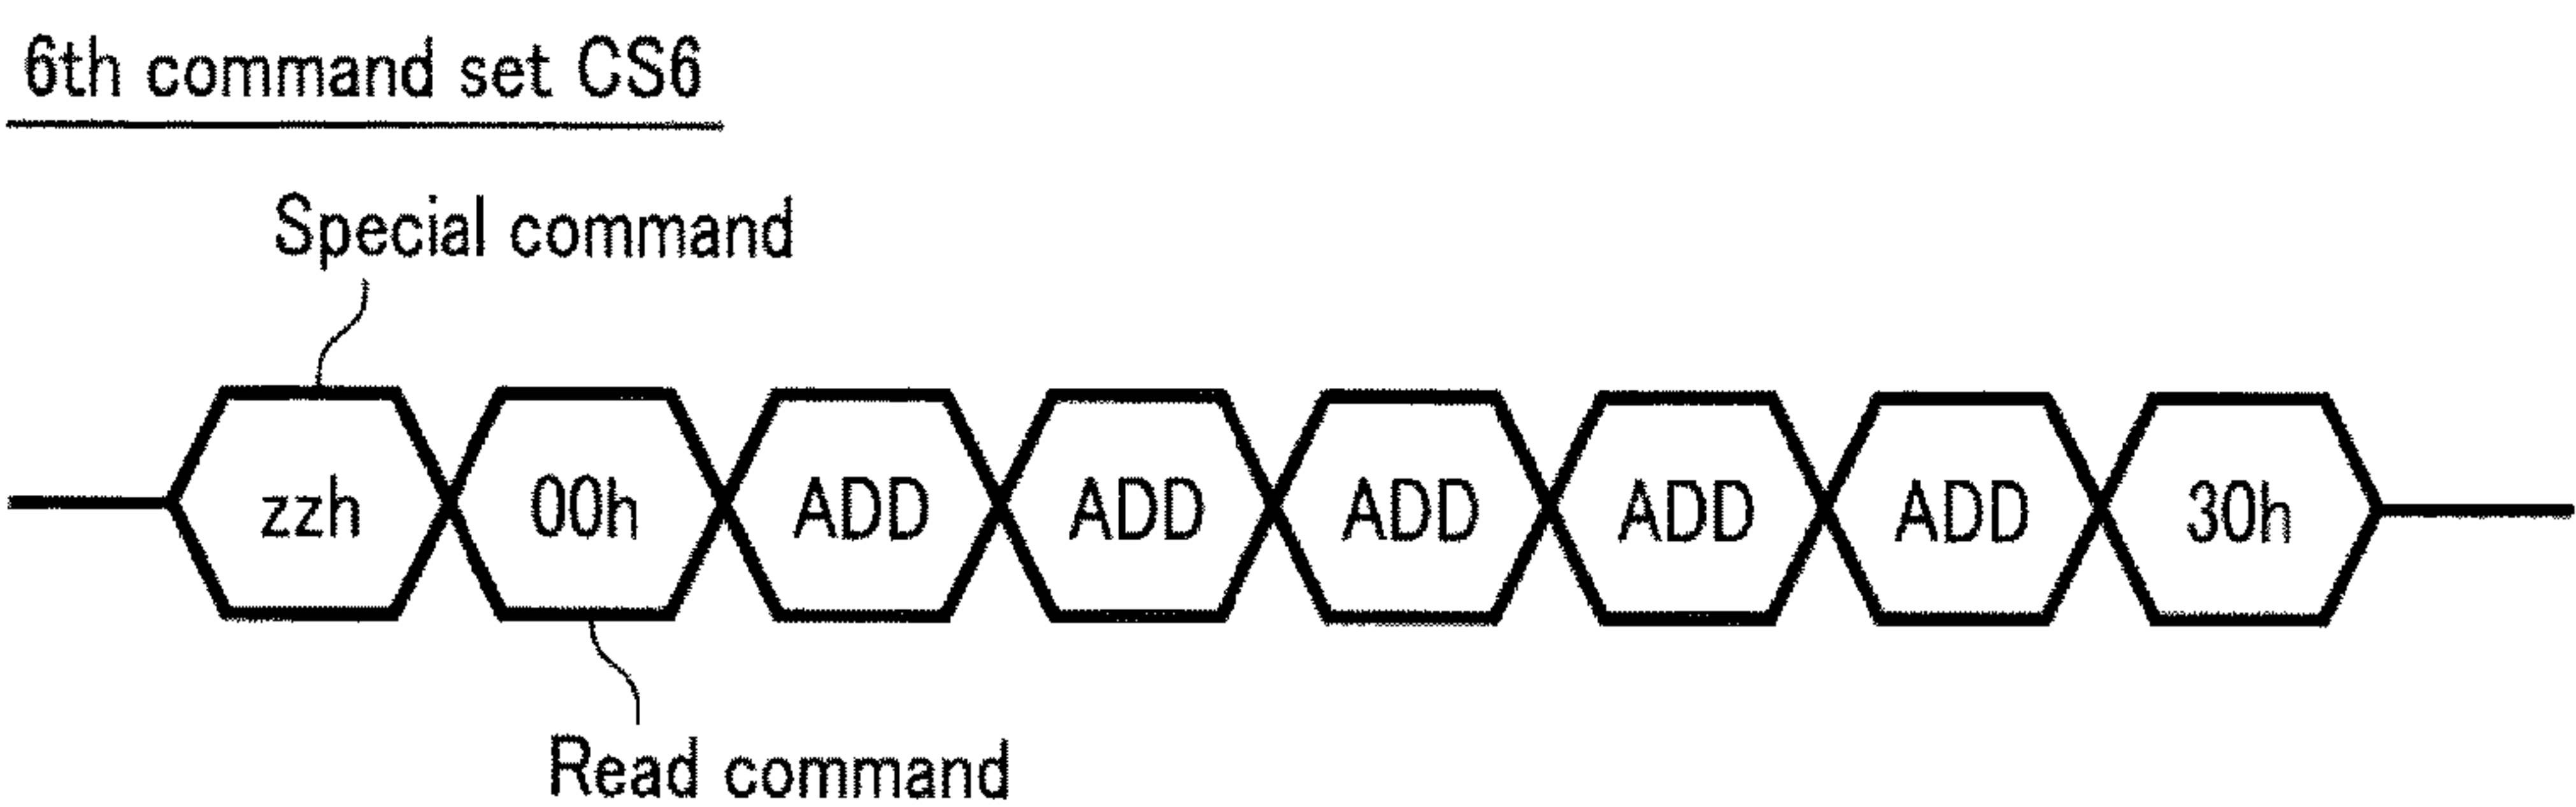 6th command set CS6
Special command
zzh 00h ADD ADD ADD ADD ADD 30h
Read command